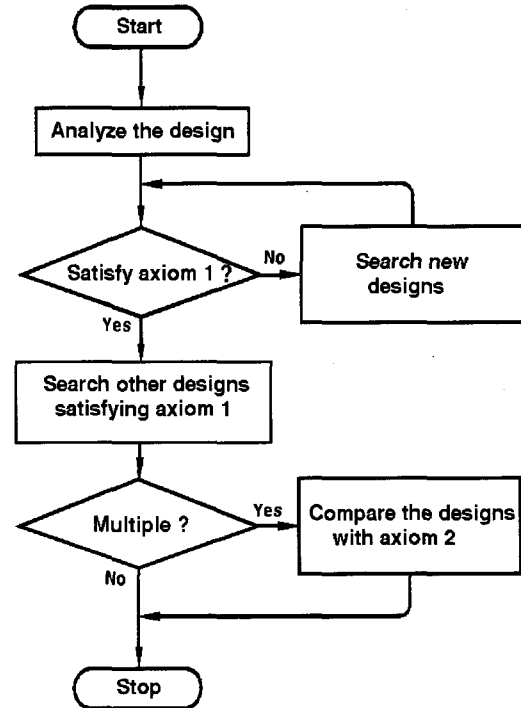 Start
Analyze the design
Satisfy axiom 1 ?
No
Search new
designs
Yes
Search other designs
satisfying axiom 1
Multiple ?
Yes
Compare the designs
with axiom 2
No
Stop